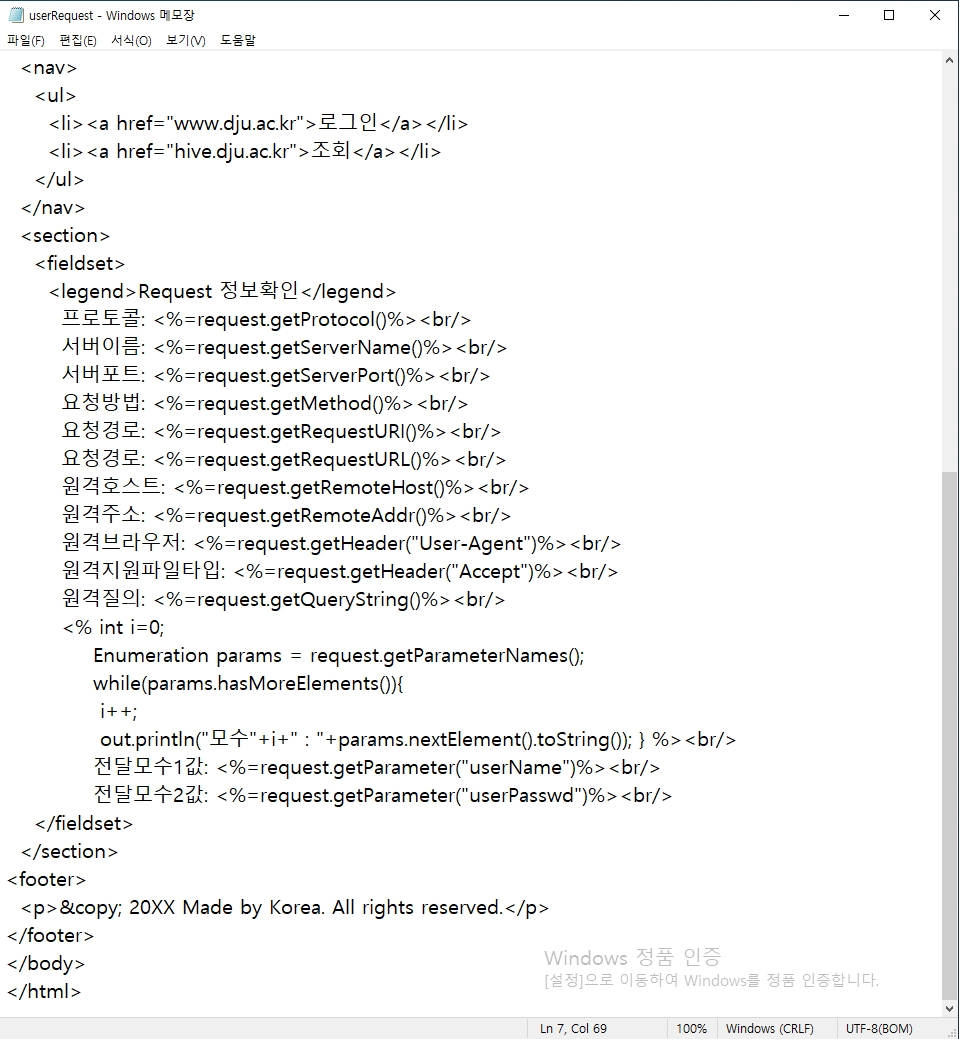 userRequest - Windows 메모장
파일(F) 편집(E) 서식(O) 보기(V) 도움말
<nav>
<ul>
<li><a href="www.dju.ac.kr">로그인</a></li>
<li><a href="hive.dju.ac.kr">조회</a></li>
</ul>
</nav>
<section>
<fieldset>
<legend>Request 정보확인</legend>
프로토콜: <%=request.getProtocol()%><br/>
서버이름: <%=request.getServerName()%><br/>
서버포트: <%=request.getServerPort()%><br/>
요청방법: <%=request.getMethod()%><br/>
요청경로: <%=request.getRequestURI()%><br/>
요청경로: <%=request.getRequestURL()%><br/>
원격호스트: <%=request.getRemoteHost()%><br/>
원격주소: <%=request.getRemoteAddr()%><br/>
원격브라우저: <%=request.getHeader("User-Agent")%><br/>
원격지원파일타입: <%=request.getHeader("Accept")%><br/>
원격질의: <%=request.getQueryString()%><br/>
<% int i=0;
Enumeration params = request.getParameterNames();
while(params.hasMoreElements()){
i++;
out.println("모수"+i+" : "+params.nextElement().toString()); } %><br/>
전달모수1값: <%=request.getParameter("userName")%><br/>
전달모수2값: <%=request.getParameter("userPasswd")%><br/>
</fieldset>
</section>
<footer>
<p>&copy; 20XX Made by Korea. All rights reserved.</p>
</footer>
</body>
</html>
Windows 정품 인증
[설정]으로 이동하여 Windows를 정품 인증합니다.
Ln 7, Col 69 100% Windows (CRLF) UTF-8(BOM)